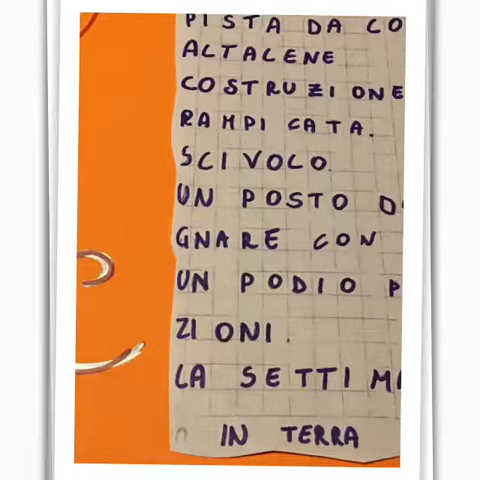 PISTA DA CO
ALTALENE
COSTRUZIONE
RAMPICATA.
SCIVOLO.
UN POSTO D
GNARE CON
UN PODIO P
ZIONI.
LA SETTIM
IN TERRA